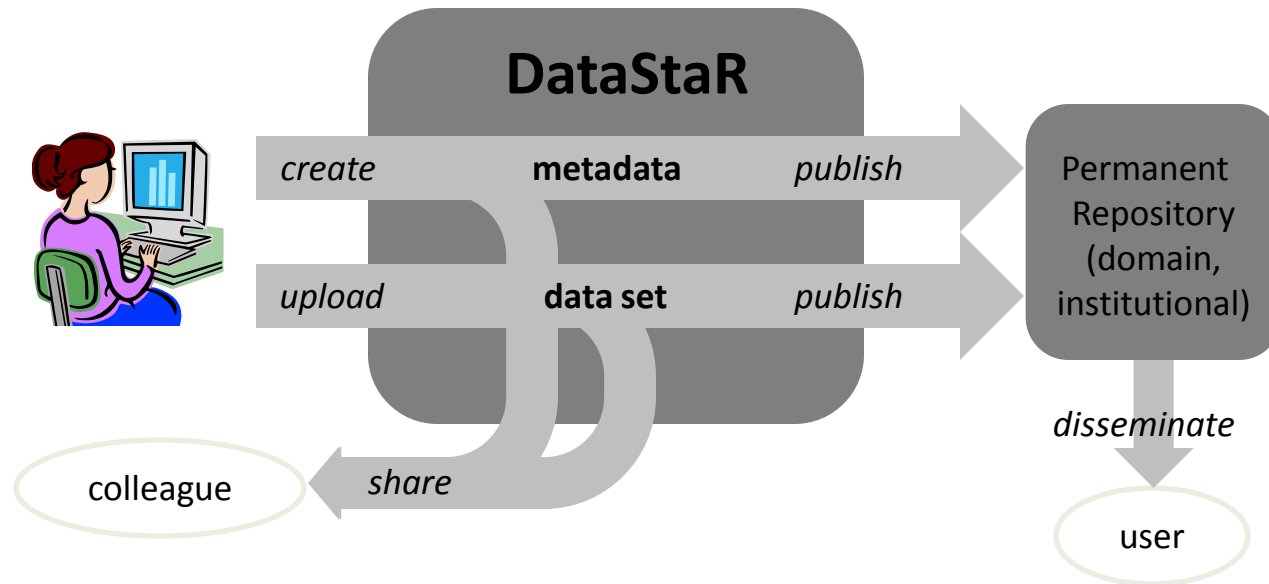 DataStaR
create metadata publish
upload data set publish
Permanent
Repository
(domain,
institutional)
disseminate
share
colleague
user